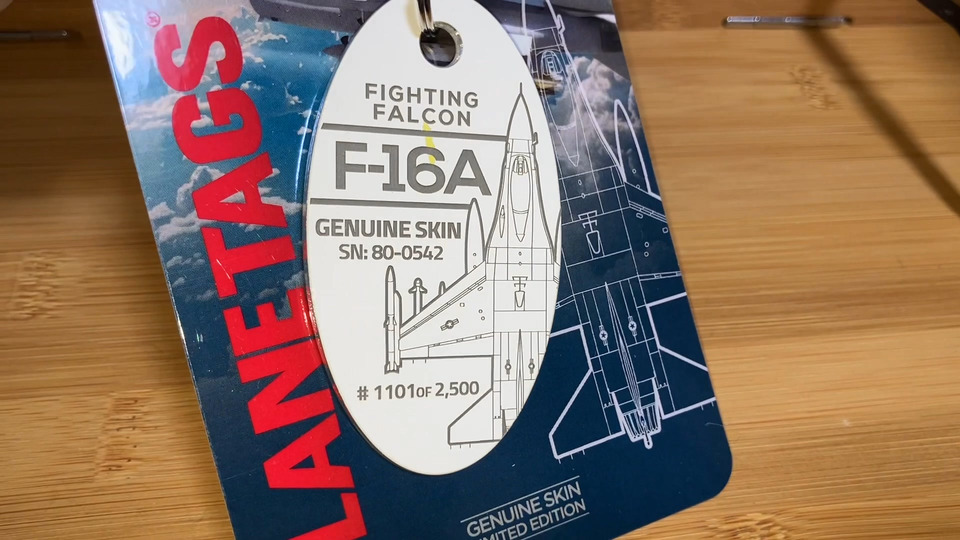 LANETAGS®
FIGHTING
FALCON
F-16A
GENUINE SKIN
SN: 80-0542
# 1101 OF 2,500
GENUINE SKIN
IMITED EDITION